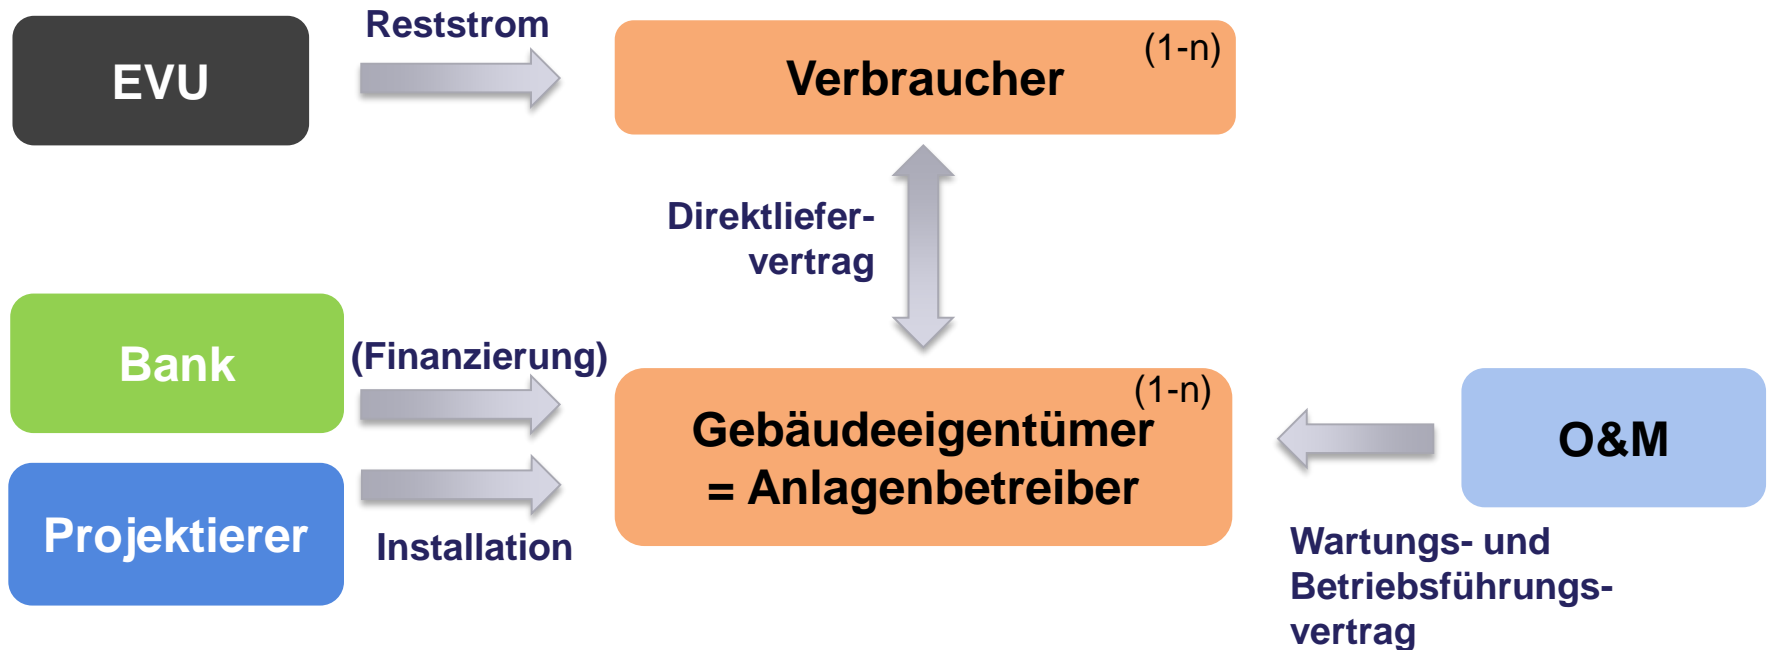 Reststrom
EVU
(1-n)
Verbraucher
Direktliefer-
vertrag
Bank
(Finanzierung)
(1-n)
Gebäudeeigentümer
= Anlagenbetreiber
O&M
Projektierer
Installation
Wartungs- und
Betriebsführungs-
vertrag